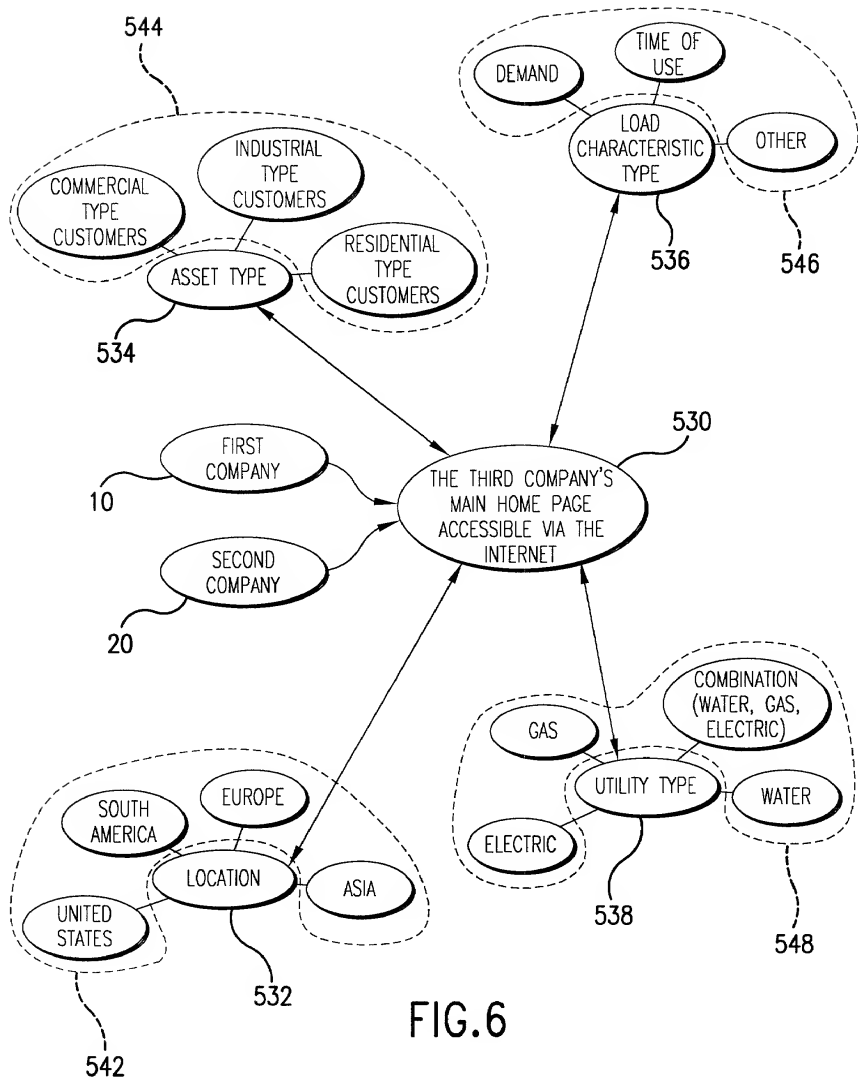 544
COMMERCIAL
TYPE
CUSTOMERS
INDUSTRIAL
TYPE
CUSTOMERS
RESIDENTIAL
TYPE
CUSTOMERS
ASSET TYPE
534
DEMAND
TIME OF
USE
LOAD
CHARACTERISTIC
TYPE
OTHER
536
546
FIRST
COMPANY
10
SECOND
COMPANY
20
530
THE THIRD COMPANY'S
MAIN HOME PAGE
ACCESSIBLE VIA THE
INTERNET
SOUTH
AMERICA
EUROPE
UNITED
STATES
LOCATION
ASIA
532
542
GAS
COMBINATION
(WATER, GAS,
ELECTRIC)
ELECTRIC
UTILITY TYPE
WATER
538
548
FIG.6